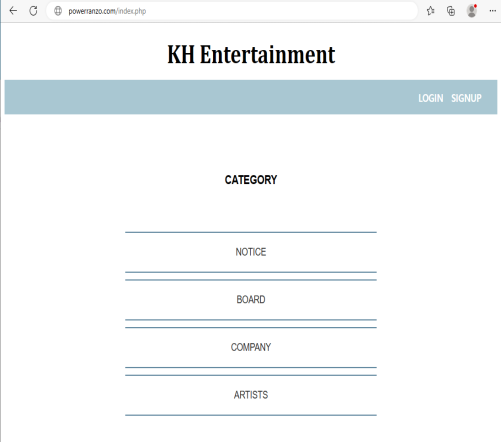 powerranzo.com/index.php
KH Entertainment
LOGIN SIGNUP
CATEGORY
NOTICE
BOARD
COMPANY
ARTISTS